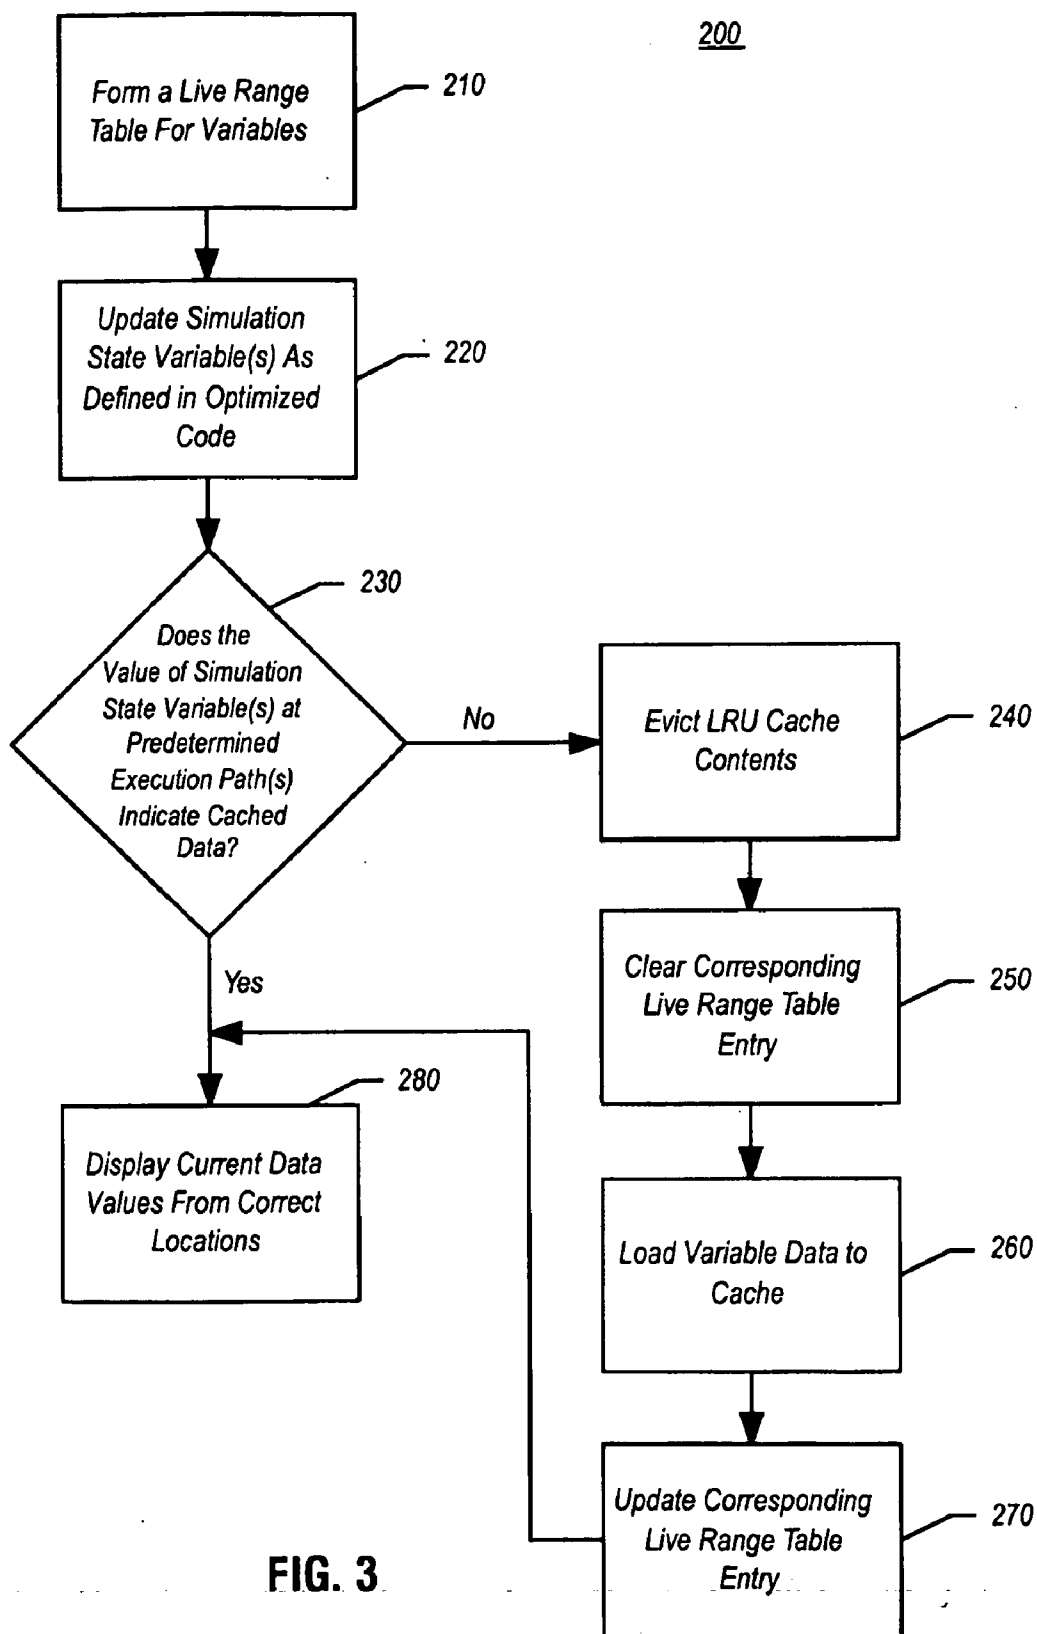 200
Form a Live Range
Table For Variables
210
Update Simulation
State Variable(s) As
Defined in Optimized
Code
220
230
Does the
Value of Simulation
State Variable(s) at
Predetermined
Execution Path(s)
Indicate Cached
Data?
No
Yes
Evict LRU Cache
Contents
240
Clear Corresponding
Live Range Table
Entry
250
Load Variable Data to
Cache
260
Update Corresponding
Live Range Table
Entry
270
280
Display Current Data
Values From Correct
Locations
FIG. 3